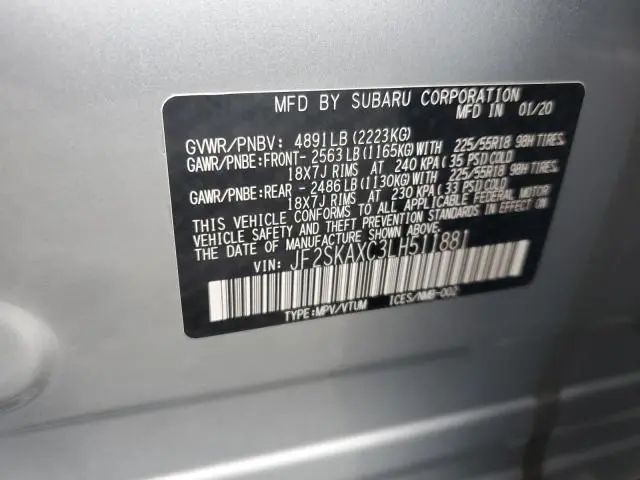 MFD BY SUBARU CORPORATION
MFD IN 01/20
GVWR/PNBV: 4891LB (2223KG)
GAWR/PNBE:FRONT- 2563LB (1165KG)WITH 225/55R18 98H TIRES,
18X7J RIMS AT 240 KPA(35 PSI)COLD
GAWR/PNBE:REAR - 2486LB (1130KG)WITH 225/55R18 98H TIRES,
18X7J RIMS AT 230 KPA(33 PSI)COLD
THIS VEHICLE CONFORMS TO ALL APPLICABLE FEDERAL MOTOR
VEHICLE SAFETY AND THEFT PREVENTION STANDARDS IN EFFECT ON
THE DATE OF MANUFACTURE SHOWN ABOVE.
VIN: JF2SKAXC3LH511881
TYPE:MPV/VTUM ICES/NMB-002